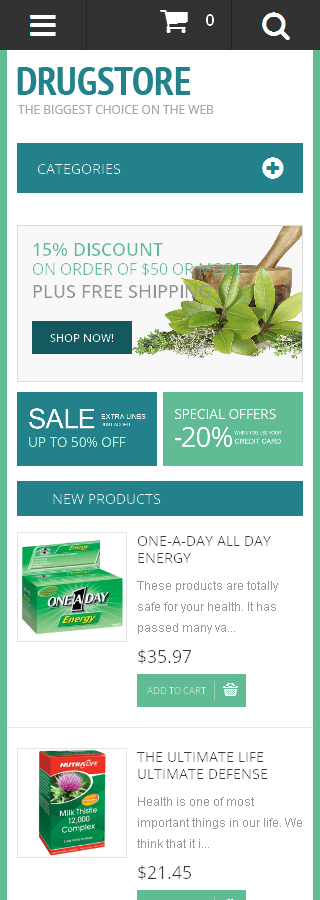 0
DRUGSTORE
THE BIGGEST CHOICE ON THE WEB
CATEGORIES
15% DISCOUNT
ON ORDER OF $50 OR MORE
PLUS FREE SHIPPING
SHOP NOW!
SALE EXTRA LINES
JUST ADDED
UP TO 50% OFF
SPECIAL OFFERS
-20% WHEN YOU USE YOUR
CREDIT CARD
NEW PRODUCTS
Energy
ONE A DAY
Energy
ONE-A-DAY ALL DAY
ENERGY
These products are totally
safe for your health. It has
passed many va...
$35.97
ADD TO CART
NUTRALIFE
Milk Thistle
12,000
Complex
THE ULTIMATE LIFE
ULTIMATE DEFENSE
Health is one of most
important things in our life. We
think that it i...
$21.45